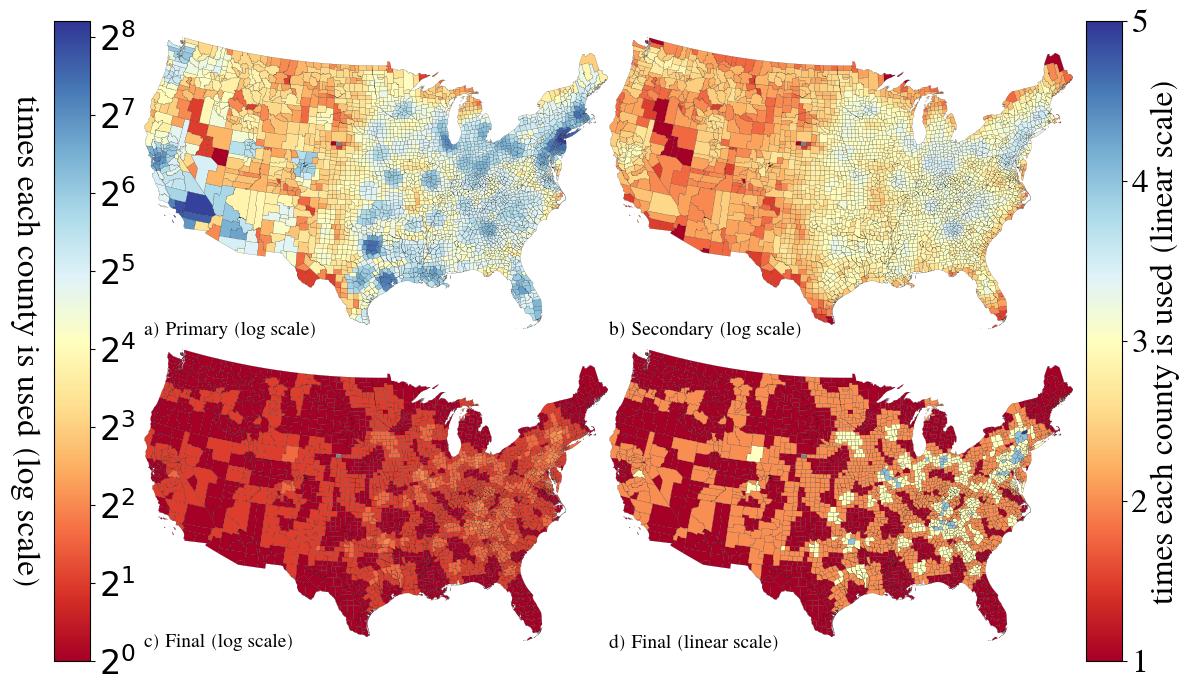 times each county is used (log scale)
2^8
2^7
2^6
2^5
2^4
2^3
2^2
2^1
2^0
a) Primary (log scale)
b) Secondary (log scale)
c) Final (log scale)
d) Final (linear scale)
5
4
3
2
1
times each county is used (linear scale)